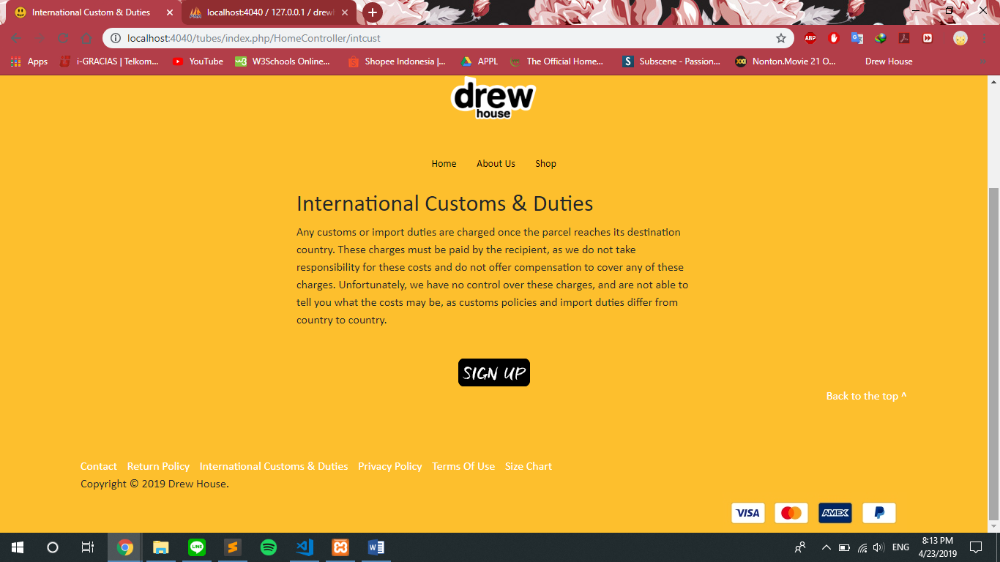 International Custom & Duties
localhost:4040 / 127.0.0.1 / drew
localhost:4040/tubes/index.php/HomeController/intcust
ABP
Apps
i-GRACIAS | Telkom...
YouTube
W3Schools Online...
Shopee Indonesia |...
APPL
The Official Home...
Subscene - Passion...
Nonton.Movie 21 O...
Drew House
drew
house
Home
About Us
Shop
International Customs & Duties
Any customs or import duties are charged once the parcel reaches its destination
country. These charges must be paid by the recipient, as we do not take
responsibility for these costs and do not offer compensation to cover any of these
charges. Unfortunately, we have no control over these charges, and are not able to
tell you what the costs may be, as customs policies and import duties differ from
country to country.
SIGN UP
Back to the top ^
Contact
Return Policy
International Customs & Duties
Privacy Policy
Terms Of Use
Size Chart
Copyright © 2019 Drew House.
VISA
AMEX
LINE
ENG
8:13 PM
4/23/2019